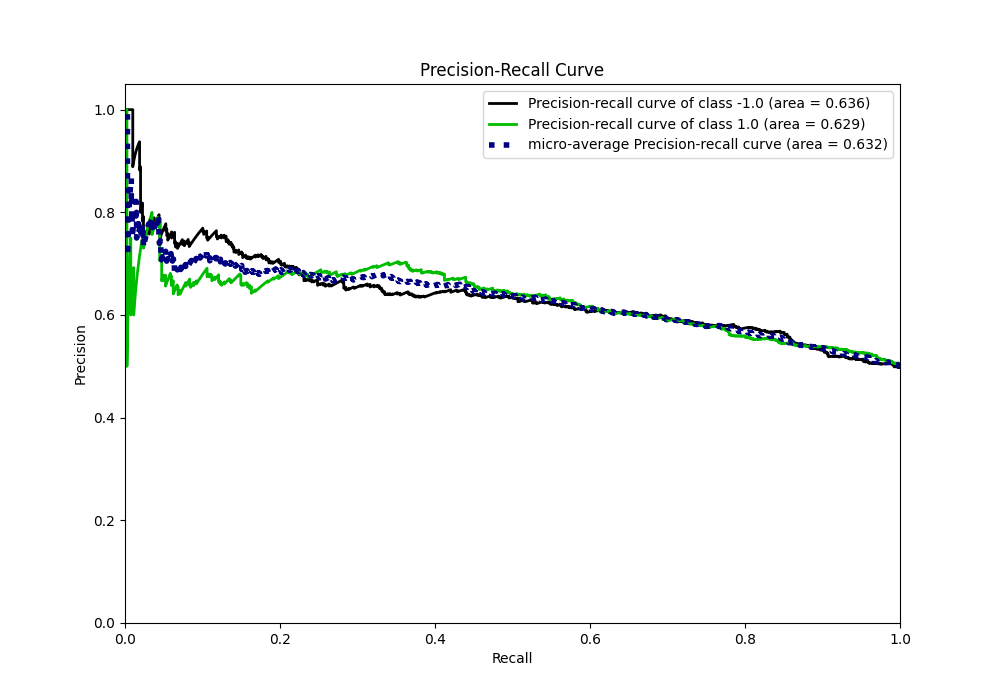 Precision-Recall Curve
Precision-recall curve of class -1.0 (area = 0.636)
Precision-recall curve of class 1.0 (area = 0.629)
micro-average Precision-recall curve (area = 0.632)
1.0
0.8
0.6
0.4
0.2
0.0
Precision
0.0 0.2 0.4 0.6 0.8 1.0
Recall